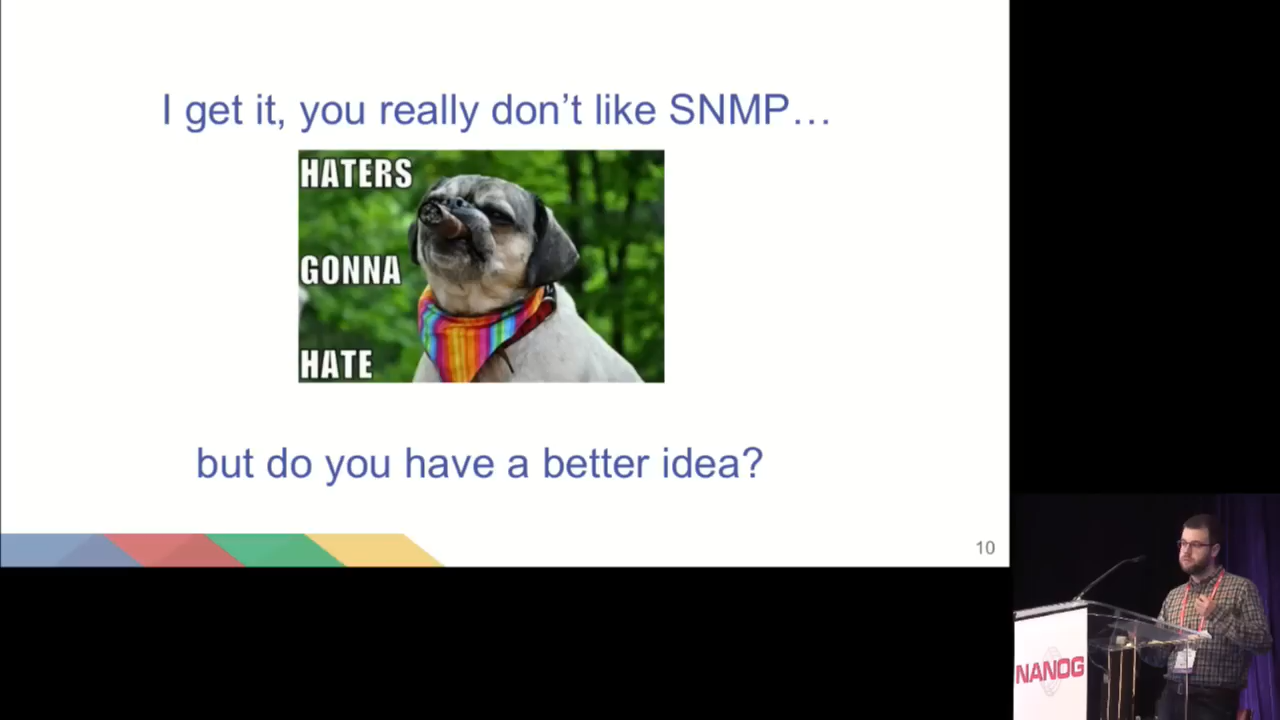 I get it, you really don't like SNMP…
HATERS
GONNA
HATE
but do you have a better idea?
10
NANOG